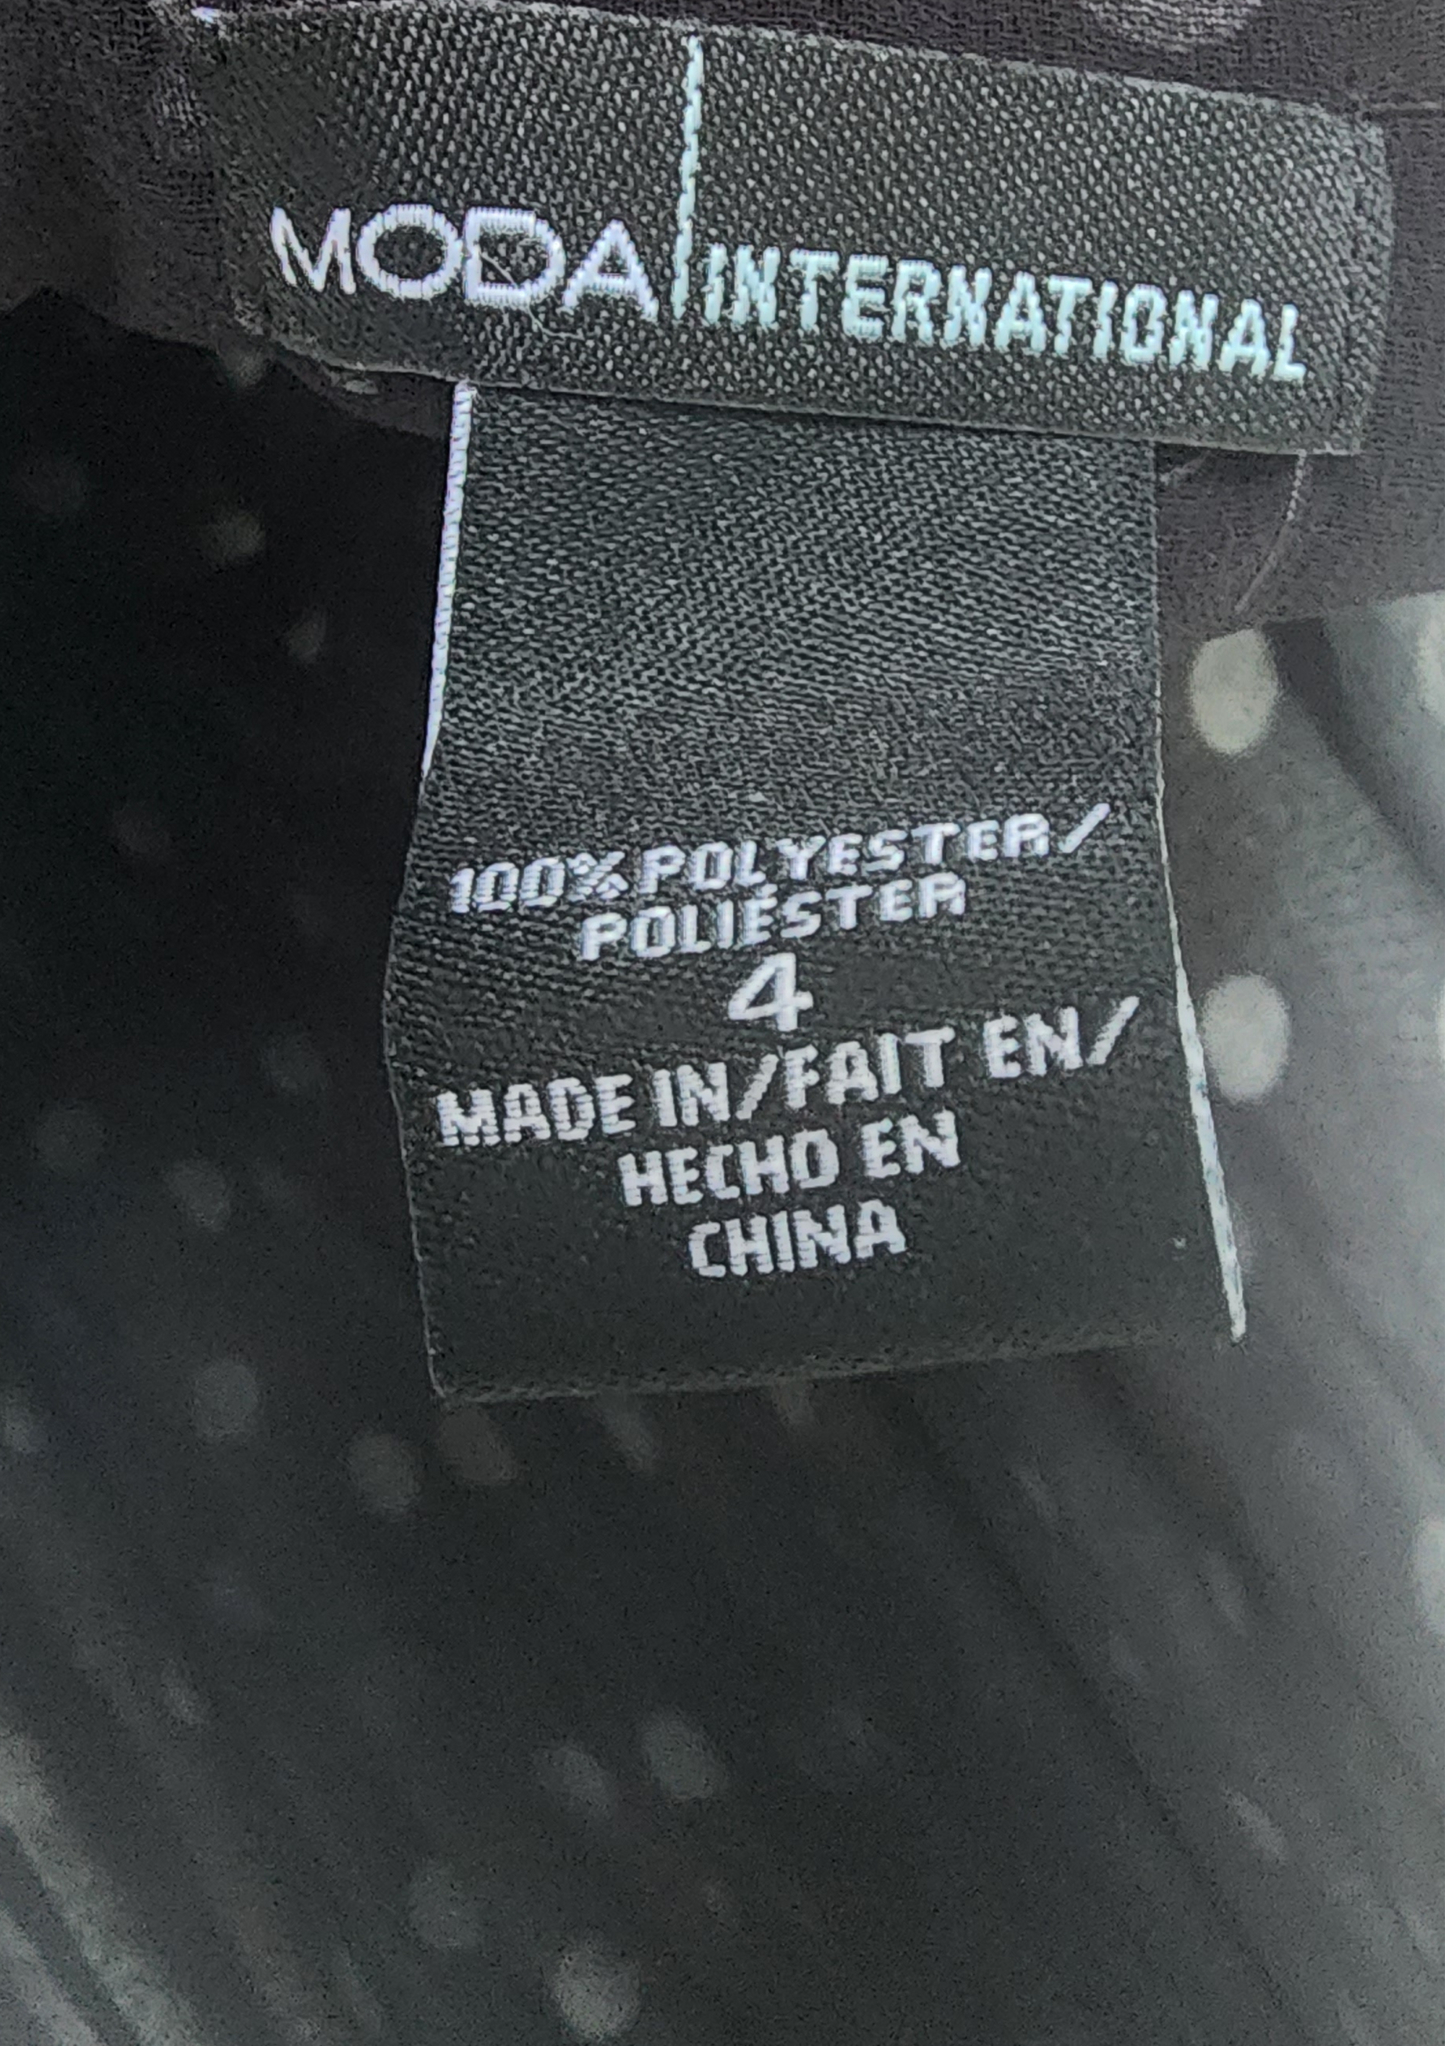 MODA|INTERNATIONAL
100% POLYESTER/
POLIÉSTER
4
MADE IN/FAIT EN/
HECHO EN
CHINA